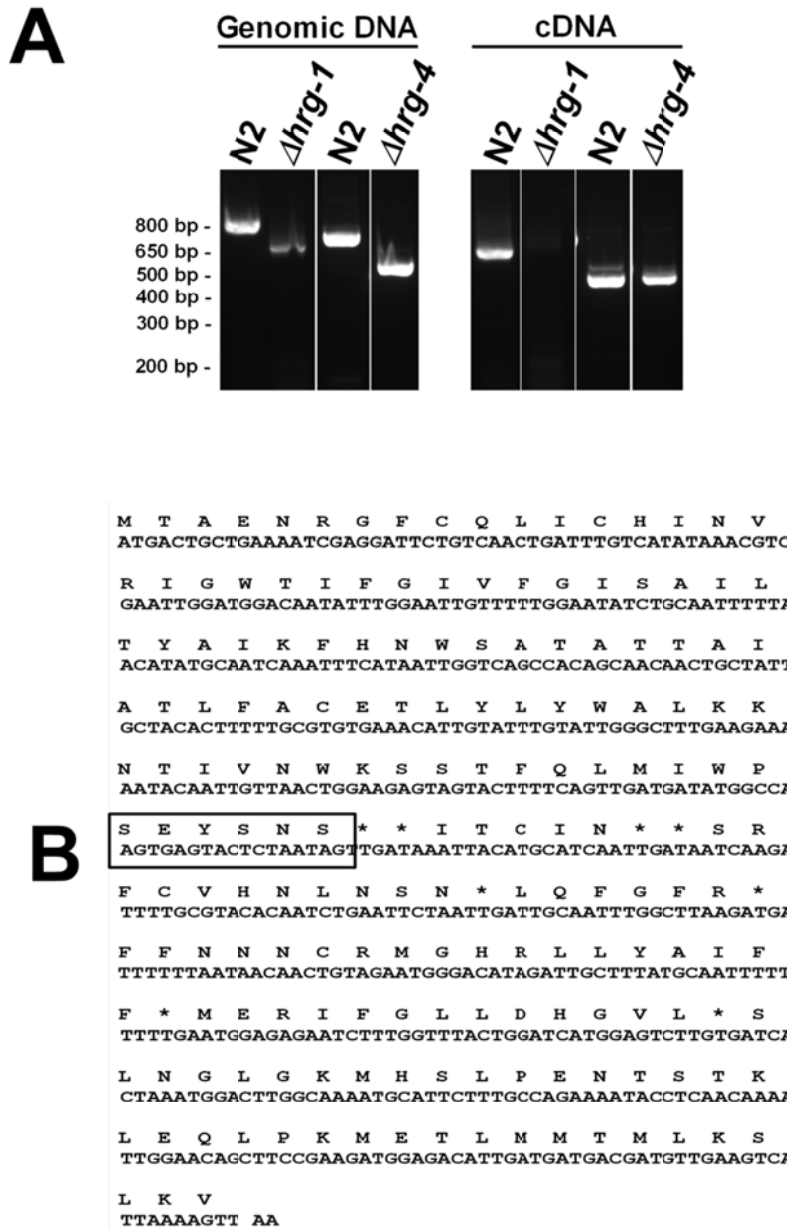 A
Genomic DNA cDNA
N2 Δhrg-1 N2 Δhrg-4 N2 Δhrg-1 N2 Δhrg-4
800 bp -
650 bp -
500 bp -
400 bp -
300 bp -
200 bp -
B
M T A E N R G F C Q L I C H I N V
ATGACTGCTGAAAATCGAGGATTCTGTCAACTGATTTGTCATATAAACGTC
R I G W T I F G I V F G I S A I L
GAATTGGATGGACAATATTTGGAATTGTTTTTGGAATATCTGCAATTTTTA
T Y A I K F H N W S A T A T T A I
ACATATGCAATCAAATTTCATAATTGGTCAGCCACAGCAACAACTGCTATT
A T L F A C E T L Y L Y W A L K K
GCTACACTTTTTGCGTGTGAAACATTGTATTTGTATTGGGCTTTGAAGAAA
N T I V N W K S S T F Q L M I W P
AATACAATTGTTAACTGGAAGAGTAGTACTTTTCAGTTGATGATATGGCCA
S E Y S N S * * I T C I N * * S R
AGTGAGTACTCTAATAGTTGATAAATTACATGCATCAATTGATAATCAAGA
F C V H N L N S N * L Q F G F R *
TTTTGCGTACACAATCTGAATTCTAATTGATTGCAATTTGGCTTAAGATGA
F F N N N C R M G H R L L Y A I F
TTTTTTAATAACAACTGTAGAATGGGACATAGATTGCTTTATGCAATTTTT
F * M E R I F G L L D H G V L * S
TTTTGAATGGAGAGAATCTTTGGTTTACTGGATCATGGAGTCTTGTGATCA
L N G L G K M H S L P E N T S T K
CTAAATGGACTTGGCAAAATGCATTCTTTGCCAGAAAATACCTCAACAAAA
L E Q L P K M E T L M M T M L K S
TTGGAACAGCTTCCGAAGATGGAGACATTGATGATGACGATGTTGAAGTCA
L K V
TTAAAAGTT AA